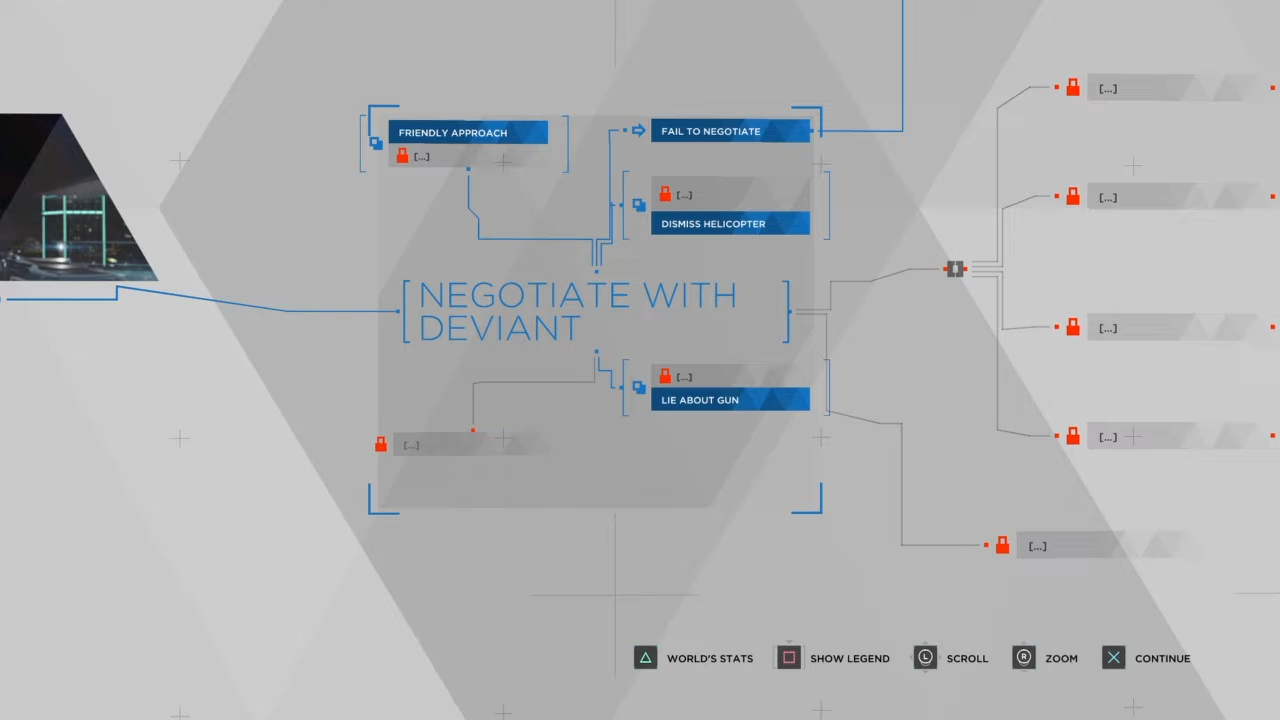 FRIENDLY APPROACH
[...]
FAIL TO NEGOTIATE
[...]
DISMISS HELICOPTER
NEGOTIATE WITH
DEVIANT
[...]
LIE ABOUT GUN
[...]
[...]
[...]
[...]
[...]
[...]
WORLD'S STATS
SHOW LEGEND
L
SCROLL
R
ZOOM
CONTINUE